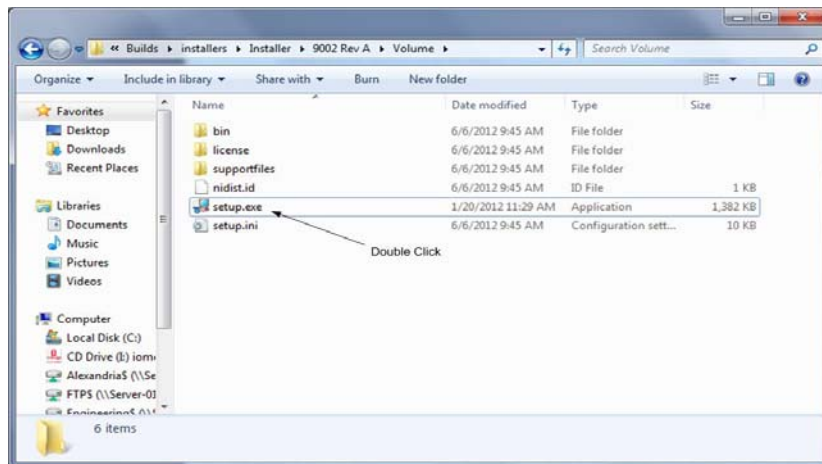 « Builds ▸ installers ▸ Installer ▸ 9002 Rev A ▸ Volume ▸ Search Volume
Organize Include in library Share with Burn New folder
Favorites
Desktop
Downloads
Recent Places
Libraries
Documents
Music
Pictures
Videos
Computer
Local Disk (C:)
CD Drive (I:) iom
Alexandria$ (\\Se
FTPS (\\Server-01
Engineering$ (\\
Name Date modified Type Size
bin 6/6/2012 9:45 AM File folder
license 6/6/2012 9:45 AM File folder
supportfiles 6/6/2012 9:45 AM File folder
nidist.id 6/6/2012 9:45 AM ID File 1 KB
setup.exe 1/20/2012 11:29 AM Application 1,382 KB
setup.ini 6/6/2012 9:45 AM Configuration sett... 10 KB
Double Click
6 items